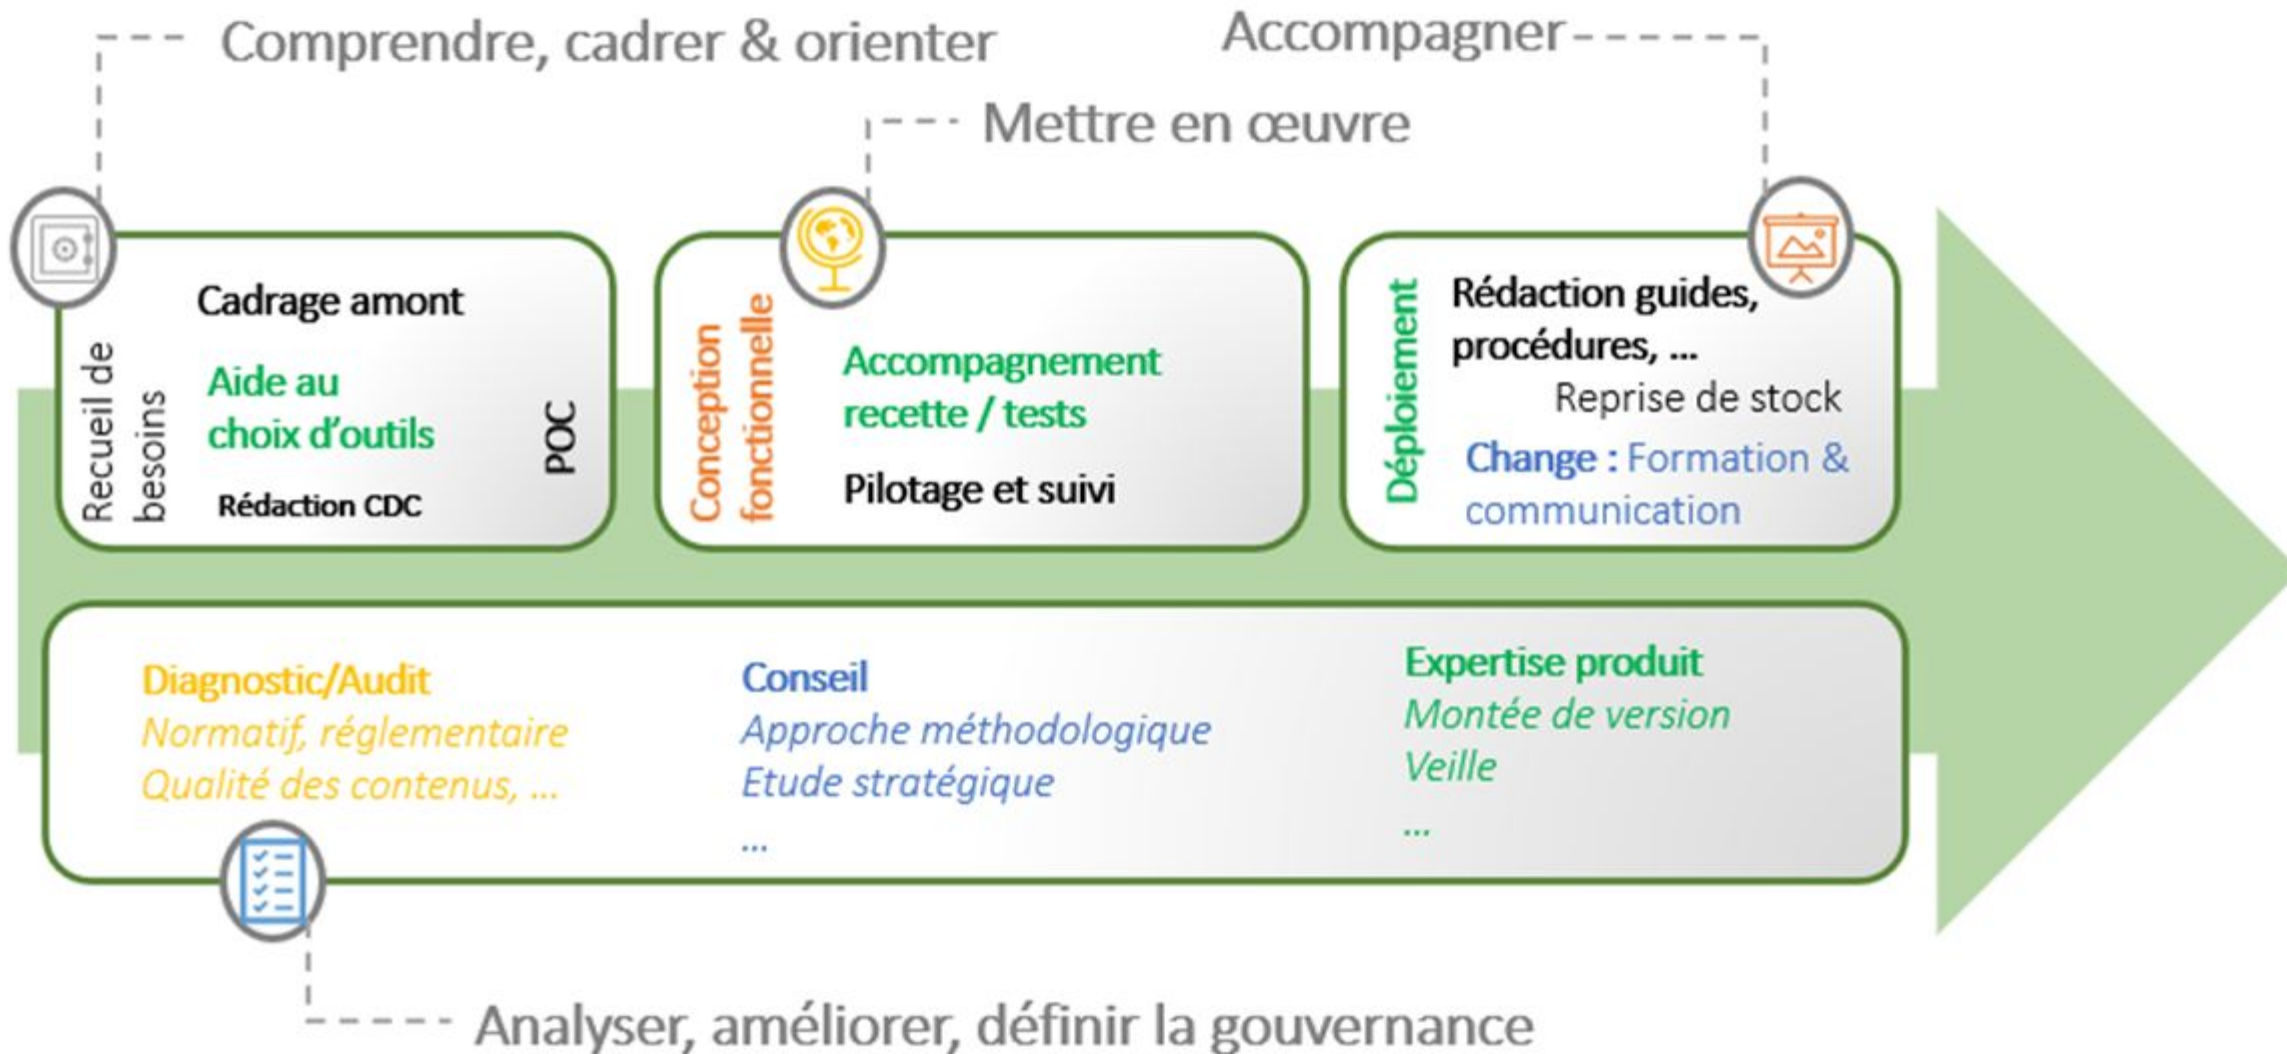 Comprendre, cadrer & orienter
Accompagner
Mettre en œuvre
Recueil de
besoins
Cadrage amont
Aide au
choix d'outils
Rédaction CDC
POC
Conception
fonctionnelle
Accompagnement
recette / tests
Pilotage et suivi
Déploiement
Rédaction guides,
procédures, ...
Reprise de stock
Change : Formation &
communication
Diagnostic/Audit
Normatif, réglementaire
Qualité des contenus, ...
Conseil
Approche méthodologique
Etude stratégique
...
Expertise produit
Montée de version
Veille
...
Analyser, améliorer, définir la gouvernance